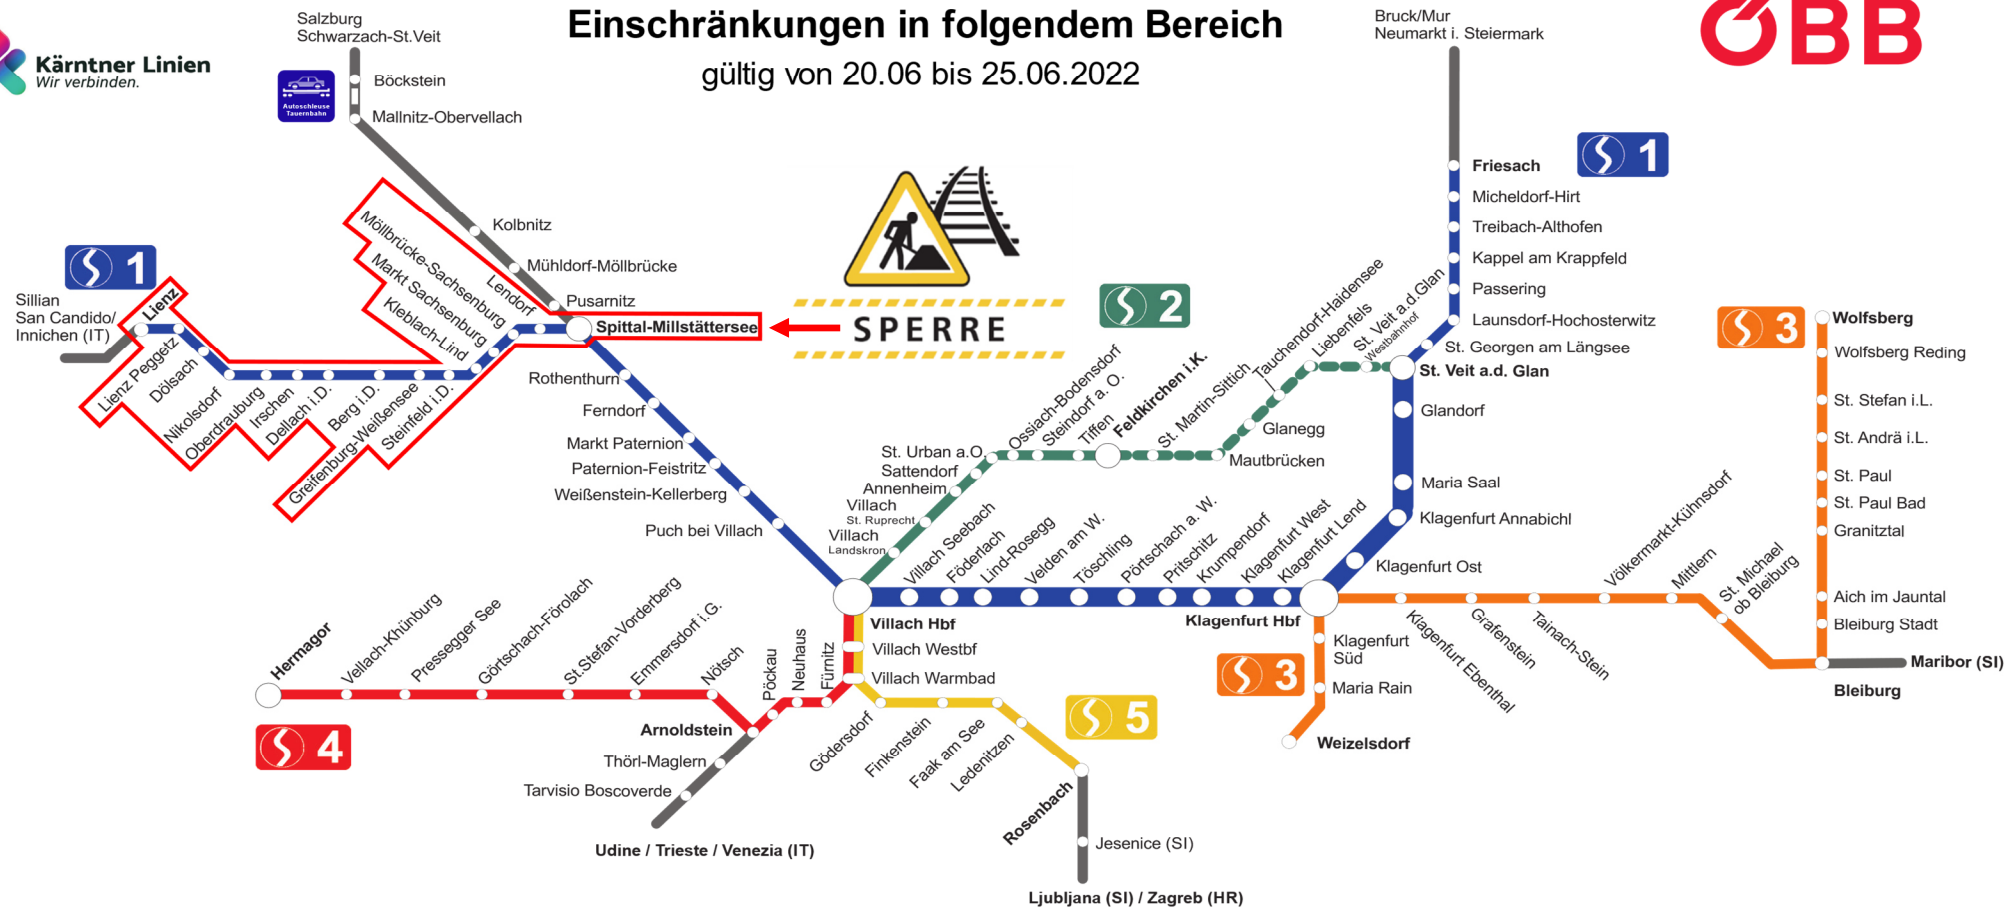 Einschränkungen in folgendem Bereich
gültig von 20.06 bis 25.06.2022
Kärntner Linien
Wir verbinden.
ÖBB
Salzburg
Schwarzach-St.Veit
Böckstein
Autoschleuse
Tauernbahn
Mallnitz-Obervellach
Kolbnitz
Mühldorf-Möllbrücke
Pusarnitz
Spittal-Millstättersee
SPERRE
S 1
Sillian
San Candido/
Innichen (IT)
Lienz
Lienz Peggetz
Dölsach
Nikolsdorf
Oberdrauburg
Irschen
Dellach i.D.
Berg i.D.
Greifenburg-Weißensee
Steinfeld i.D.
Kleblach-Lind
Markt Sachsenburg
Möllbrücke-Sachsenburg
Lendorf
Rothenthurn
Ferndorf
Markt Paternion
Paternion-Feistritz
Weißenstein-Kellerberg
Puch bei Villach
Villach Hbf
Villach Seebach
Föderlach
Lind-Rosegg
Velden am W.
Töschling
Pörtschach a. W.
Pritschitz
Krumpendorf
Klagenfurt West
Klagenfurt Lend
Klagenfurt Hbf
Klagenfurt Ost
Klagenfurt Annabichl
Maria Saal
Glandorf
St. Veit a.d. Glan
St. Georgen am Längsee
Launsdorf-Hochosterwitz
Passering
Kappel am Krappfeld
Treibach-Althofen
Micheldorf-Hirt
Friesach
S 1
Bruck/Mur
Neumarkt i. Steiermark
S 2
Villach
Landskron
Villach
St. Ruprecht
Annenheim
Sattendorf
St. Urban a.O.
Ossiach-Bodensdorf
Steindorf a. O.
Tiffen
Feldkirchen i.K.
St. Martin-Sittich
Mautbrücken
Glanegg
Tauchendorf-Haidensee
Liebenfels
St. Veit a.d.Glan
Westbahnhof
S 3
Wolfsberg
Wolfsberg Reding
St. Stefan i.L.
St. Andrä i.L.
St. Paul
St. Paul Bad
Granitztal
Aich im Jauntal
Bleiburg Stadt
Maribor (SI)
Bleiburg
St. Michael
ob Bleiburg
Mittlern
Völkermarkt-Kühnsdorf
Tainach-Stein
Grafenstein
Klagenfurt Ebenthal
Klagenfurt
Süd
S 3
Maria Rain
Weizelsdorf
Hermagor
Vellach-Khünburg
Pressegger See
Görtschach-Förolach
St.Stefan-Vorderberg
Emmersdorf i.G.
Nötsch
S 4
Arnoldstein
Pöckau
Neuhaus
Fürnitz
Villach Westbf
Villach Warmbad
Thörl-Maglern
Tarvisio Boscoverde
Udine / Trieste / Venezia (IT)
S 5
Gödersdorf
Finkenstein
Faak am See
Ledenitzen
Rosenbach
Jesenice (SI)
Ljubljana (SI) / Zagreb (HR)